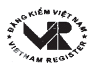 ĐĂNG KIỂM VIỆT NAM
VR
VIETNAM REGISTER